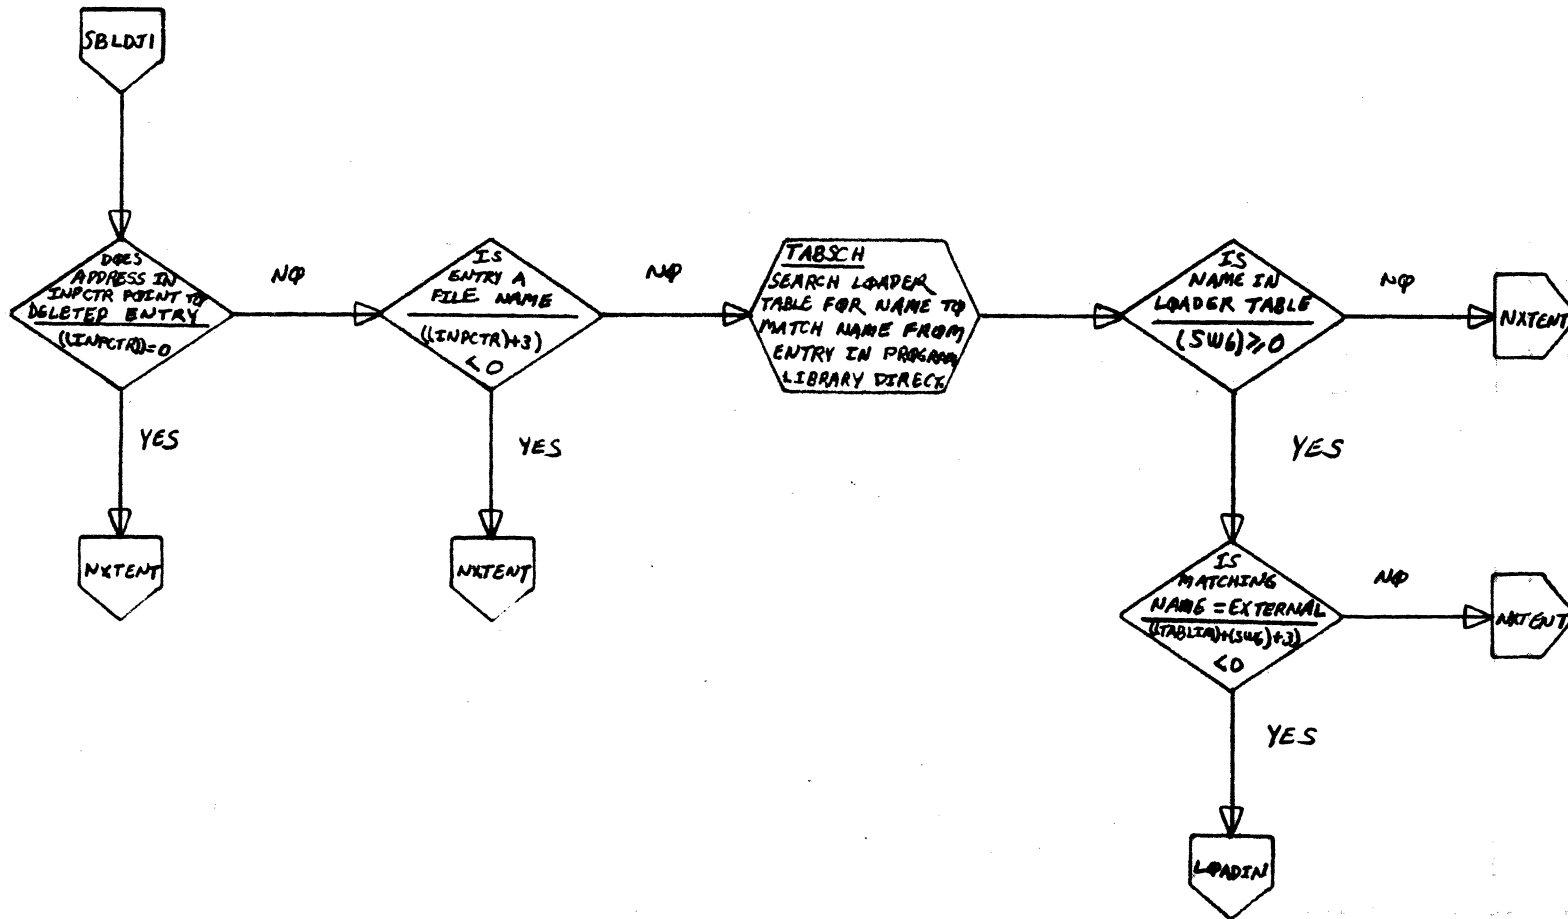 SBLDJ1
DOES
ADDRESS IN
INPCTR POINT TO
DELETED ENTRY
((INPCTR))=0
NO
YES
NXTENT
IS
ENTRY A
FILE NAME
((INPCTR)+3)
<0
NO
YES
NXTENT
TABSCH
SEARCH LOADER
TABLE FOR NAME TO
MATCH NAME FROM
ENTRY IN PROGRAM
LIBRARY DIRECT.
IS
NAME IN
LOADER TABLE
(SW6)≥0
NO
NXTENT
YES
IS
MATCHING
NAME = EXTERNAL
((TABLIM)+(SW6)+3)
<0
NO
NXTENT
YES
LOADIN